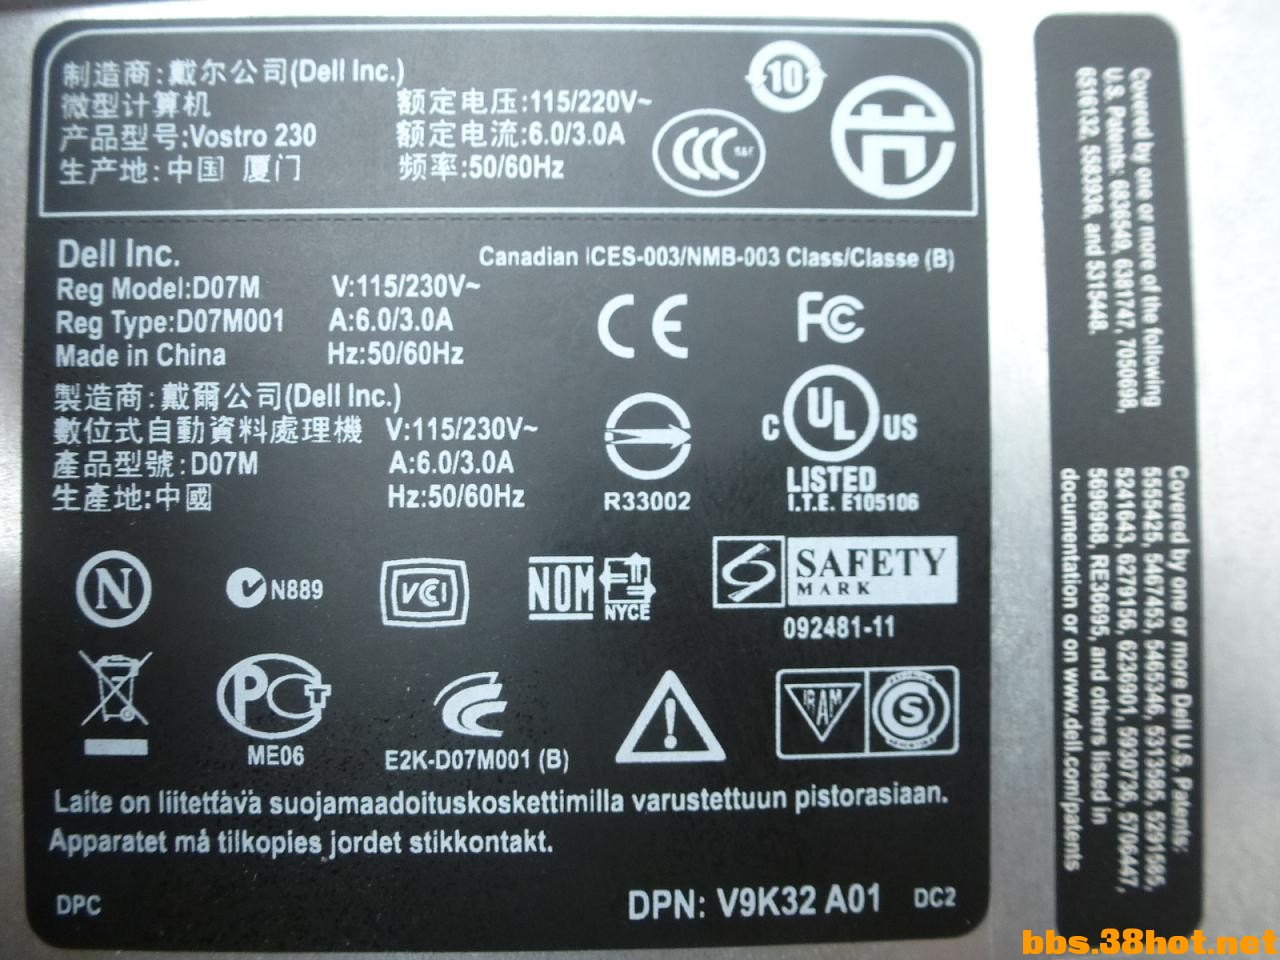 制造商:戴尔公司(Dell Inc.)
微型计算机
产品型号:Vostro 230
生产地:中国 厦门
额定电压:115/220V~
额定电流:6.0/3.0A
频率:50/60Hz
10
CCC
S&E
Dell Inc.
Reg Model:D07M
Reg Type:D07M001
Made in China
V:115/230V~
A:6.0/3.0A
Hz:50/60Hz
Canadian ICES-003/NMB-003 Class/Classe (B)
CE
FC
製造商:戴爾公司(Dell Inc.)
數位式自動資料處理機
產品型號:D07M
生產地:中國
V:115/230V~
A:6.0/3.0A
Hz:50/60Hz
R33002
C UL US
LISTED
I.T.E. E105106
N
N889
VCI
NOM
NYCE
SAFETY
MARK
092481-11
PCT
ME06
E2K-D07M001 (B)
!
IRAM
S
Laite on liitettävä suojamaadoituskoskettimilla varustettuun pistorasiaan.
Apparatet må tilkopies jordet stikkontakt.
DPC
DPN: V9K32 A01
DC2
Covered by one or more of the following
U.S. Patents: 6836549, 6381747, 7050698,
6516132, 5583936, and 5315448.
Covered by one or more Dell U.S. Patents:
5555425, 5467453, 5465346, 5313585, 5291585,
5241643, 6279156, 6236901, 5930736, 5706447,
5696968, RE36695, and others listed in
documentation or on www.dell.com/patents
bbs.38hot.net